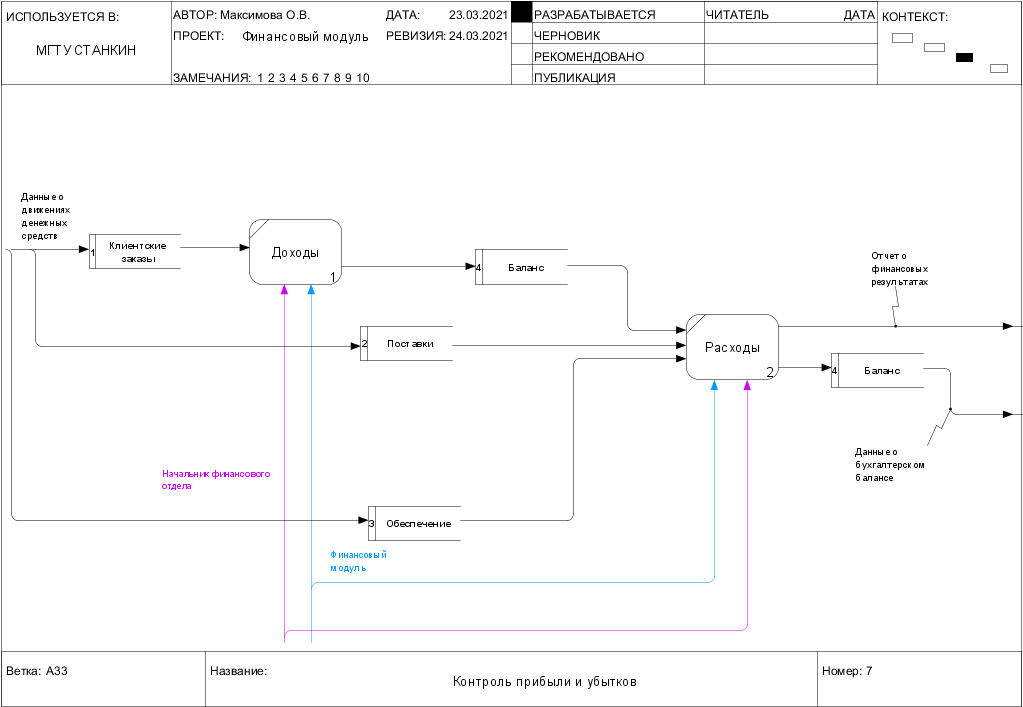 ИСПОЛЬЗУЕТСЯ В:
МГТУ СТАНКИН
АВТОР: Максимова О.В.
ДАТА: 23.03.2021
ПРОЕКТ: Финансовый модуль
РЕВИЗИЯ: 24.03.2021
ЗАМЕЧАНИЯ: 1 2 3 4 5 6 7 8 9 10
РАЗРАБАТЫВАЕТСЯ
ЧЕРНОВИК
РЕКОМЕНДОВАНО
ПУБЛИКАЦИЯ
ЧИТАТЕЛЬ
ДАТА
КОНТЕКСТ:
Данные о
движениях
денежных
средств
1
Клиентские
заказы
Доходы
1
4
Баланс
Отчет о
финансовых
результатах
2
Поставки
Расходы
2
4
Баланс
Данные о
бухгалтерском
балансе
Начальник финансового
отдела
3
Обеспечение
Финансовый
модуль
Ветка: A33
Название:
Контроль прибыли и убытков
Номер: 7